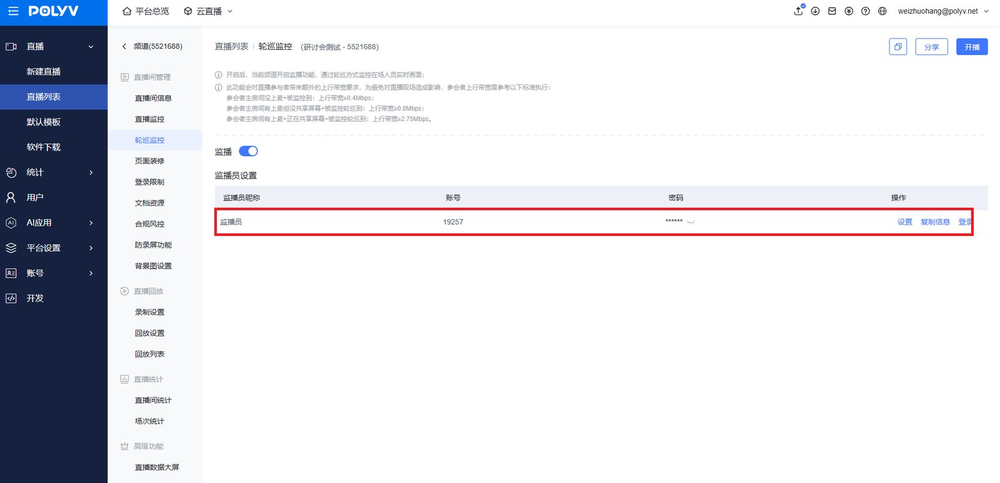 POLYV
平台总览
云直播
weizhuohang@polyv.net
直播
新建直播
直播列表
默认模板
软件下载
统计
用户
AI应用
平台设置
账号
开发
频道(5521688)
直播间管理
直播间信息
直播监控
轮巡监控
页面装修
登录限制
文档资源
合规风控
防录屏功能
背景图设置
直播回放
录制设置
回放设置
回放列表
直播统计
直播间统计
场次统计
高级功能
直播数据大屏
直播列表 / 轮巡监控 (研讨会测试 - 5521688)
分享
开播
开启后，当前频道开启监播功能，通过轮巡方式监控在场人员实时画面；
此功能会对直播参与者带来额外的上行带宽要求，为避免对直播现场造成影响，参会者上行带宽需参考以下标准执行：
参会者主房间没上麦+被监控到：上行带宽≥0.4Mbps；
参会者主房间有上麦但没共享屏幕+被监控轮巡到：上行带宽≥0.8Mbps；
参会者主房间有上麦+正在共享屏幕+被监控轮巡到：上行带宽≥2.75Mbps。
监播
监播员设置
监播员昵称 账号 密码 操作
监播员 19257 ****** 设置 复制信息 登录